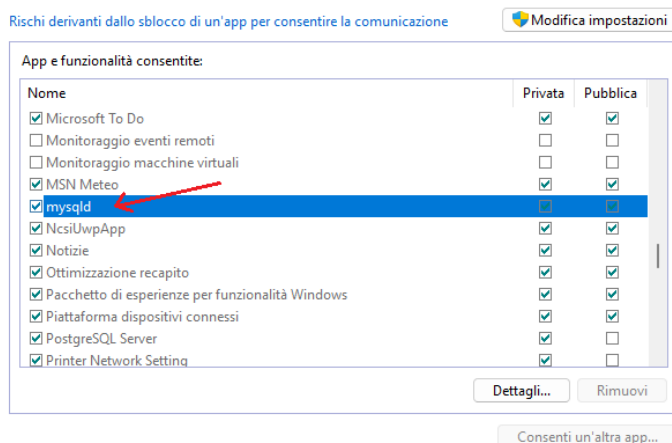 Rischi derivanti dallo sblocco di un'app per consentire la comunicazione Modifica impostazioni
App e funzionalità consentite:
Nome Privata Pubblica
Microsoft To Do
Monitoraggio eventi remoti
Monitoraggio macchine virtuali
MSN Meteo
mysqld
NcsiUwpApp
Notizie
Ottimizzazione recapito
Pacchetto di esperienze per funzionalità Windows
Piattaforma dispositivi connessi
PostgreSQL Server
Printer Network Setting
Dettagli... Rimuovi
Consenti un'altra app...